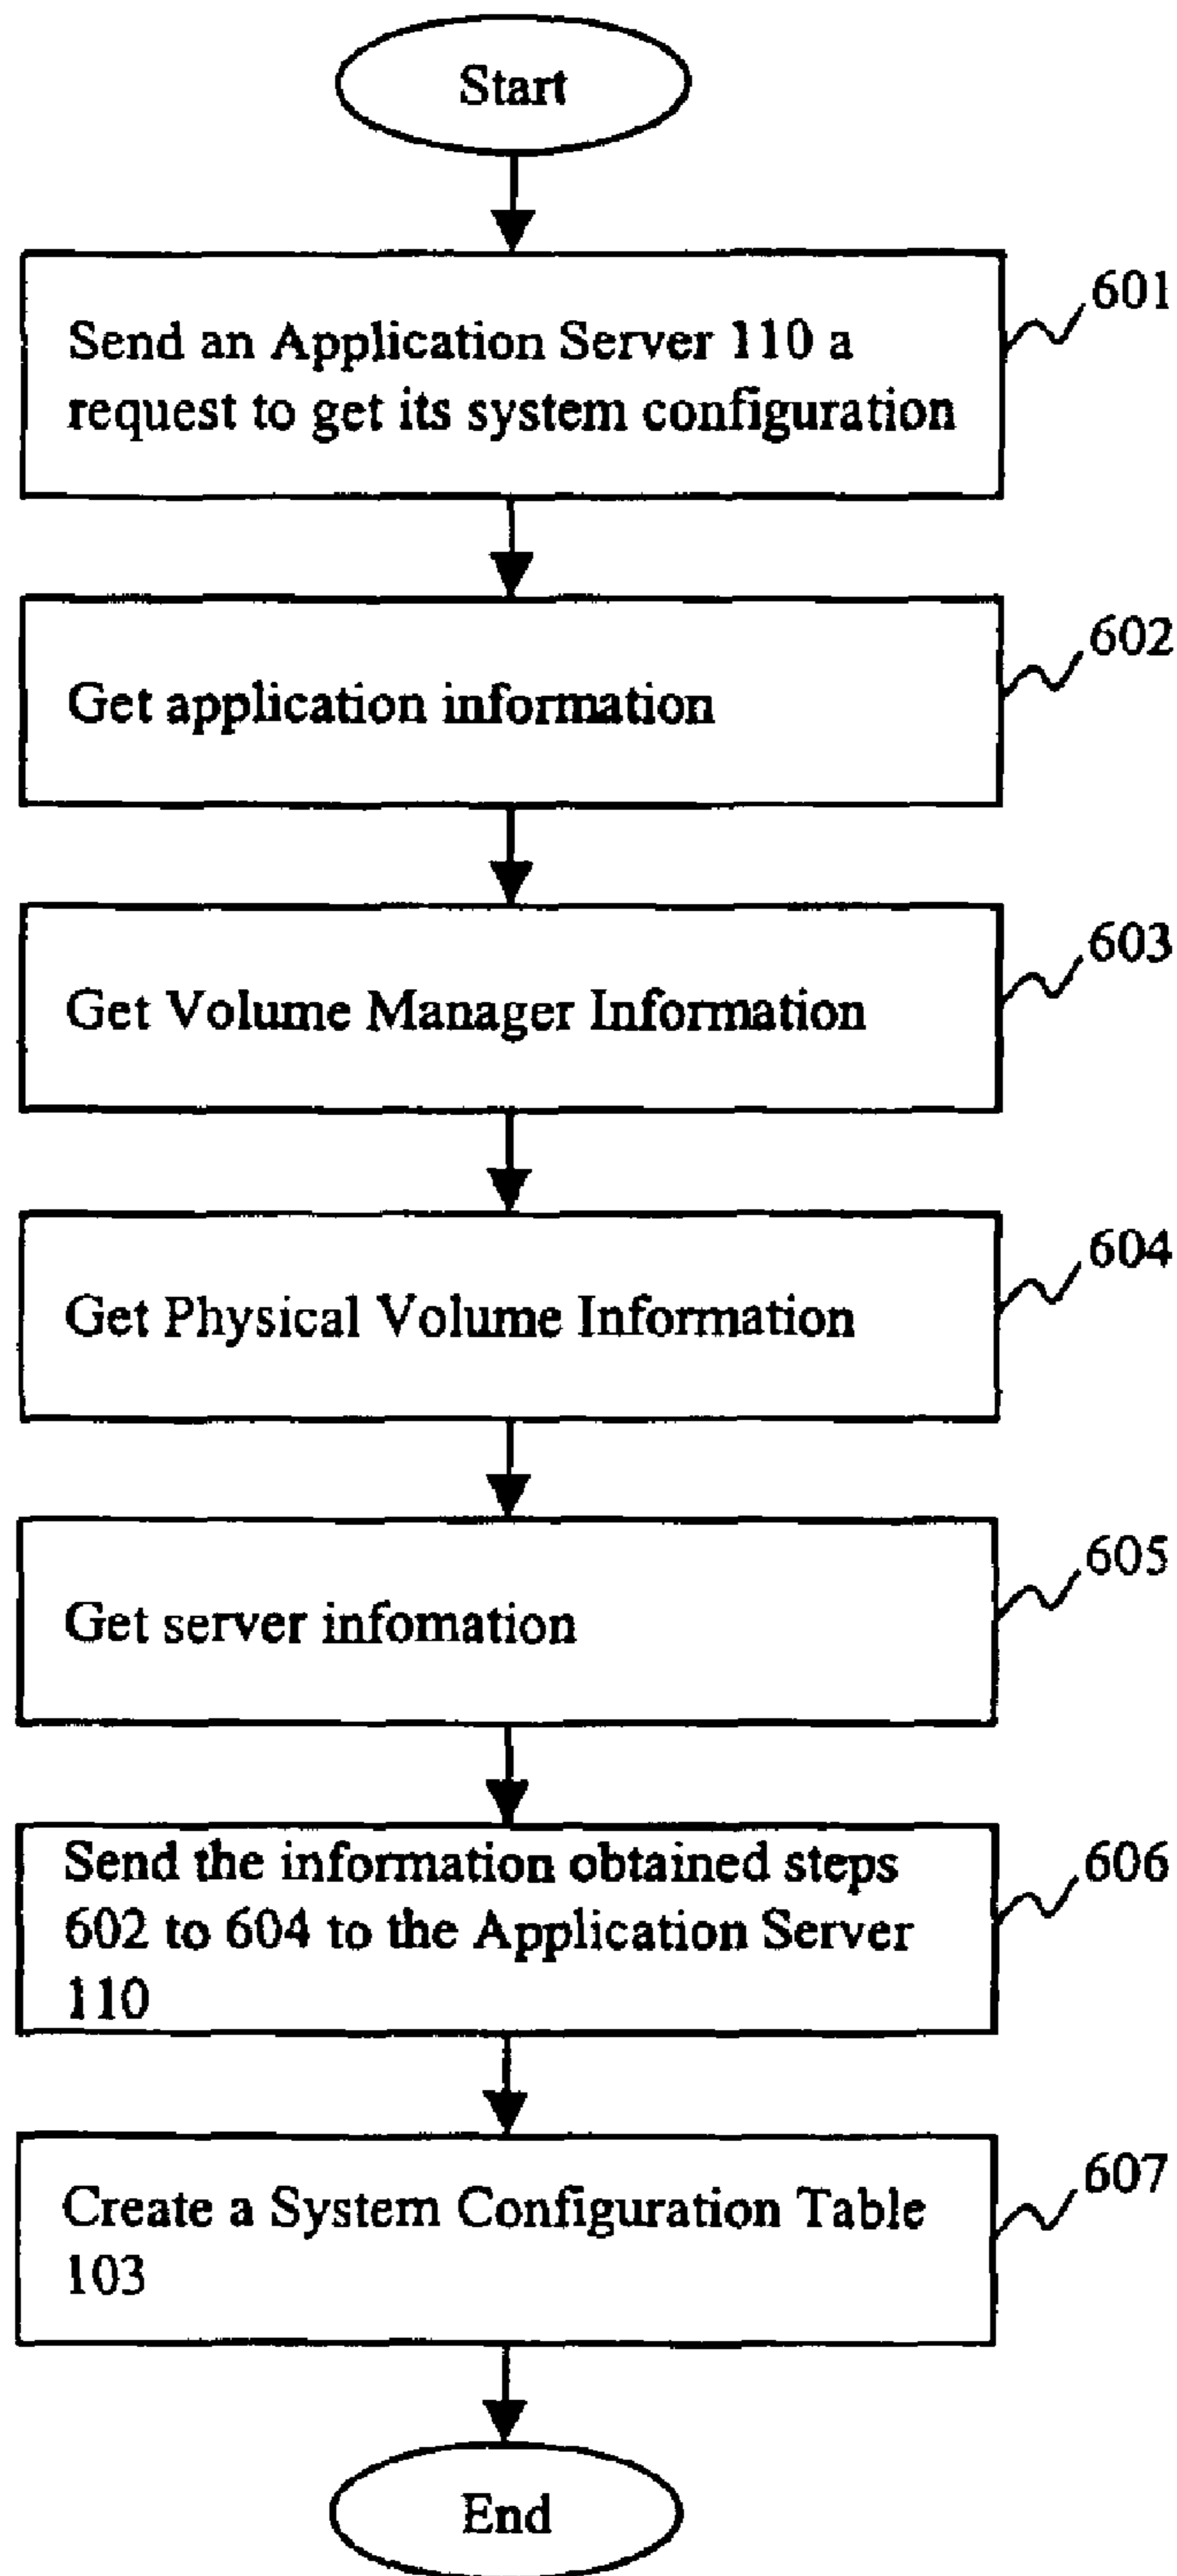 Start
601
Send an Application Server 110 a
request to get its system configuration
602
Get application information
603
Get Volume Manager Information
604
Get Physical Volume Information
605
Get server infomation
606
Send the information obtained steps
602 to 604 to the Application Server
110
607
Create a System Configuration Table
103
End